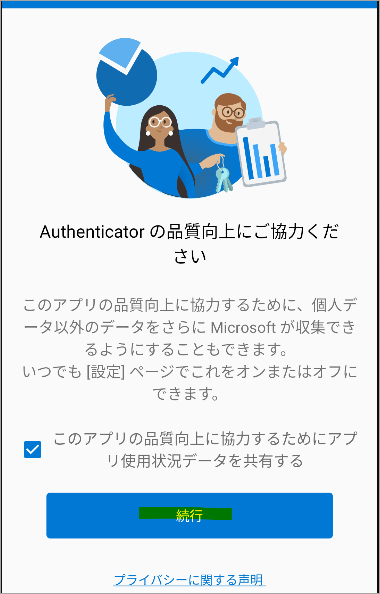 Authenticator の品質向上にご協力くだ
さい
このアプリの品質向上に協力するために、個人デ
ータ以外のデータをさらに Microsoft が収集でき
るようにすることもできます。
いつでも [設定] ページでこれをオンまたはオフに
できます。
このアプリの品質向上に協力するためにアプ
リ使用状況データを共有する
続行
プライバシーに関する声明